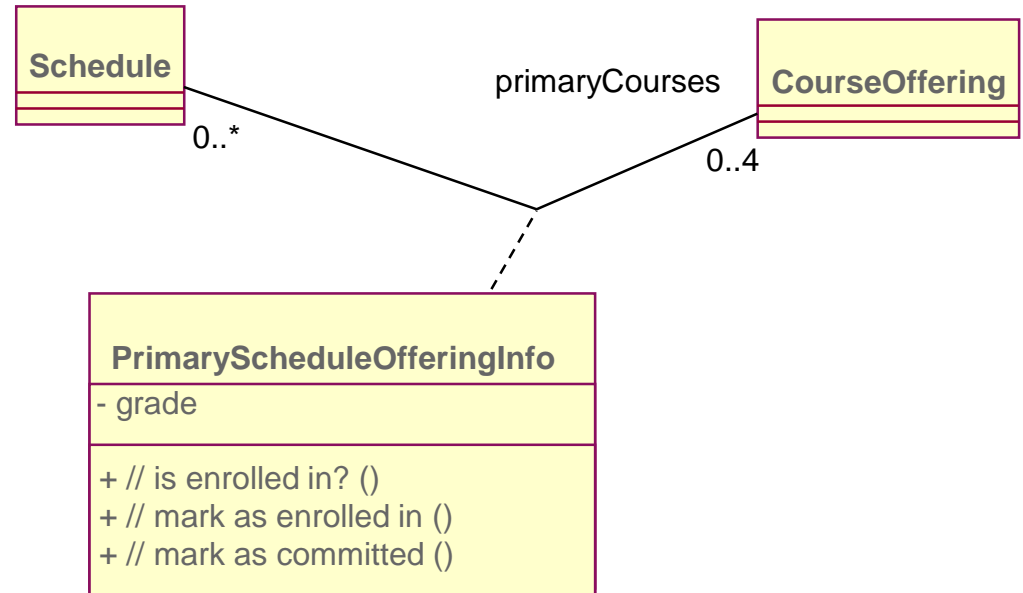 Schedule
0..*
primaryCourses
CourseOffering
0..4
PrimaryScheduleOfferingInfo
- grade
+ // is enrolled in? ()
+ // mark as enrolled in ()
+ // mark as committed ()